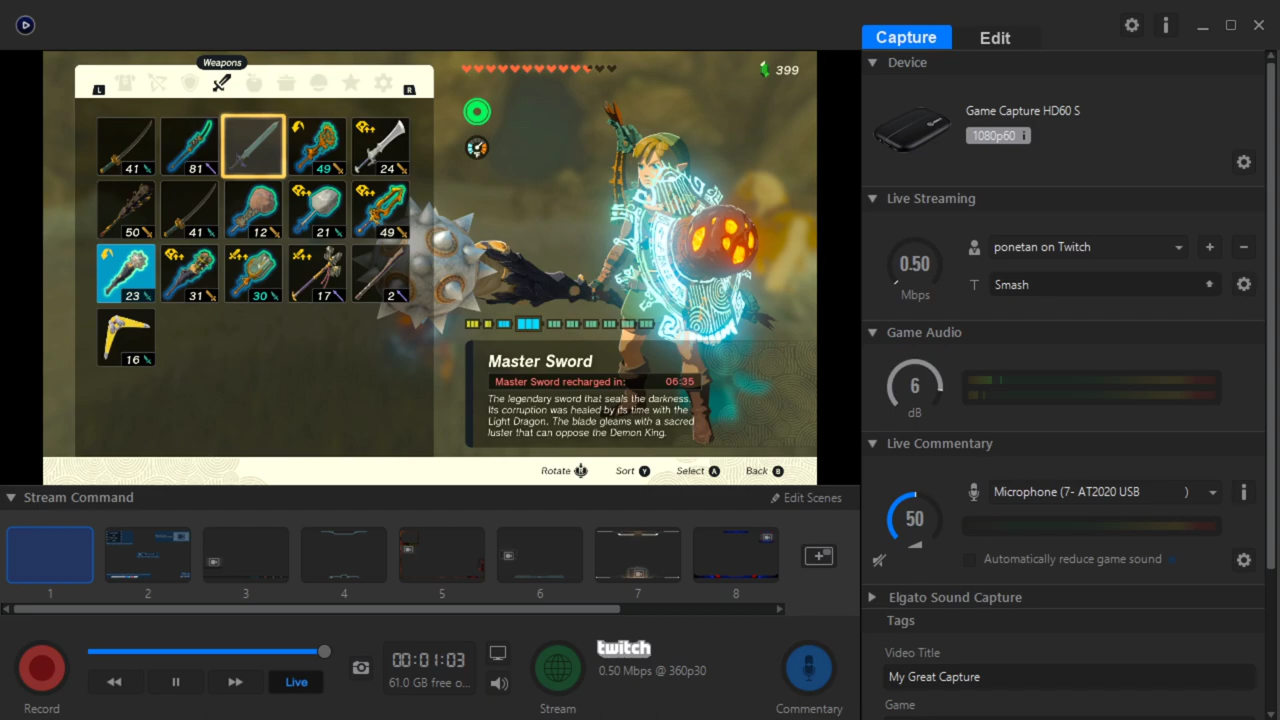 Capture
Edit
Weapons
L
R
399
41
81
49
24
50
41
12
21
49
23
31
30
17
2
16
Master Sword
Master Sword recharged in: 06:35
The legendary sword that seals the darkness.
Its corruption was healed by its time with the
Light Dragon. The blade gleams with a sacred
luster that can oppose the Demon King.
Rotate R Sort Y Select A Back B
Device
Game Capture HD60 S
1080p60 i
Live Streaming
0.50
Mbps
ponetan on Twitch
T Smash
Game Audio
6
dB
Live Commentary
50
Microphone (7- AT2020 USB )
Automatically reduce game sound
Elgato Sound Capture
Tags
Video Title
My Great Capture
Game
Stream Command
Edit Scenes
1 2 3 4 5 6 7 8
Record
Live
00:01:03
61.0 GB free o...
Stream
twitch
0.50 Mbps @ 360p30
Commentary